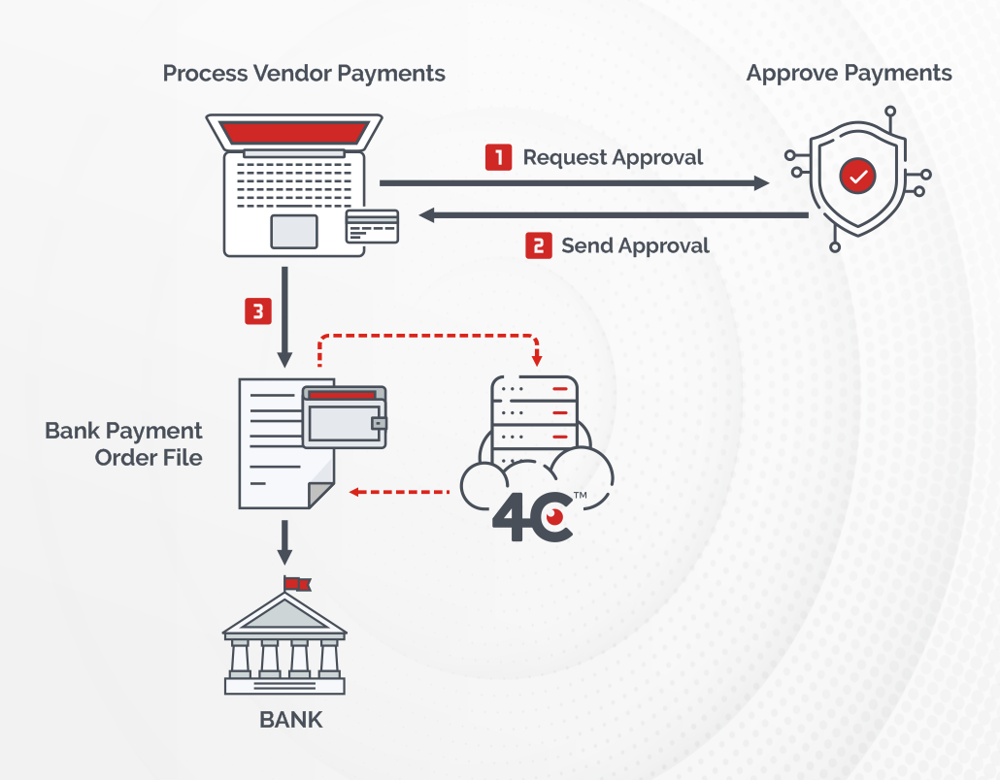 Process Vendor Payments
Approve Payments
1 Request Approval
2 Send Approval
3
Bank Payment
Order File
4C™
BANK